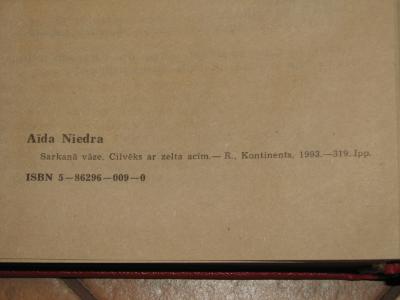 Aīda Niedra
Sarkanā vāze. Cilvēks ar zelta acīm.— R., Kontinents, 1993.—319. lpp.
ISBN 5—86296—009—0